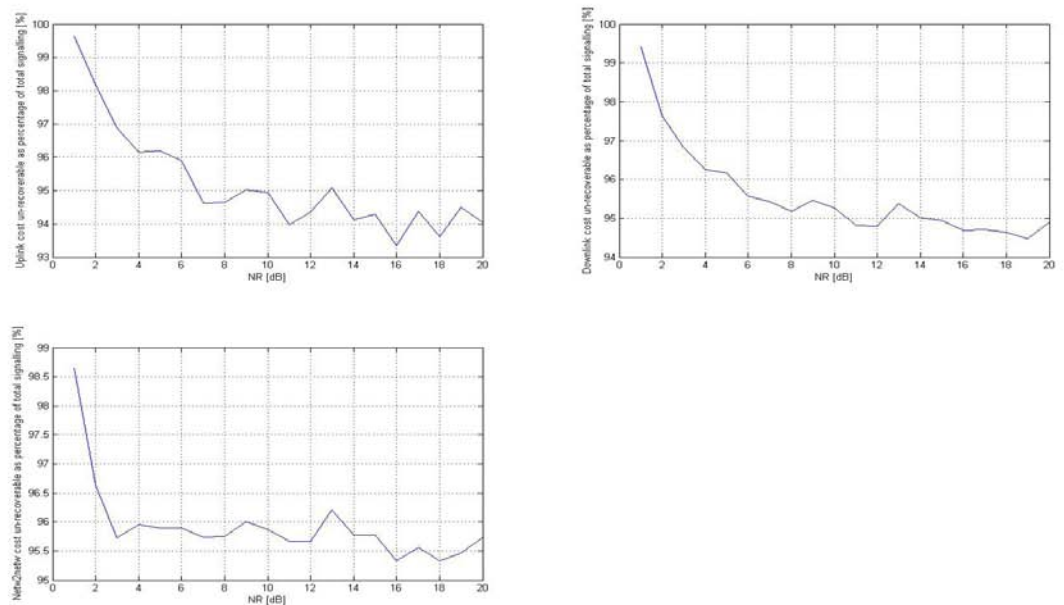 Uplink cost un-recoverable as percentage of total signalling [%]
100
99
98
97
96
95
94
93
0 2 4 6 8 10 12 14 16 18 20
NR [dB]
Downlink cost un-recoverable as percentage of total signalling [%]
100
99
98
97
96
95
94
0 2 4 6 8 10 12 14 16 18 20
NR [dB]
Netw2netw cost un-recoverable as percentage of total signalling [%]
99
98.5
98
97.5
97
96.5
96
95.5
95
0 2 4 6 8 10 12 14 16 18 20
NR [dB]